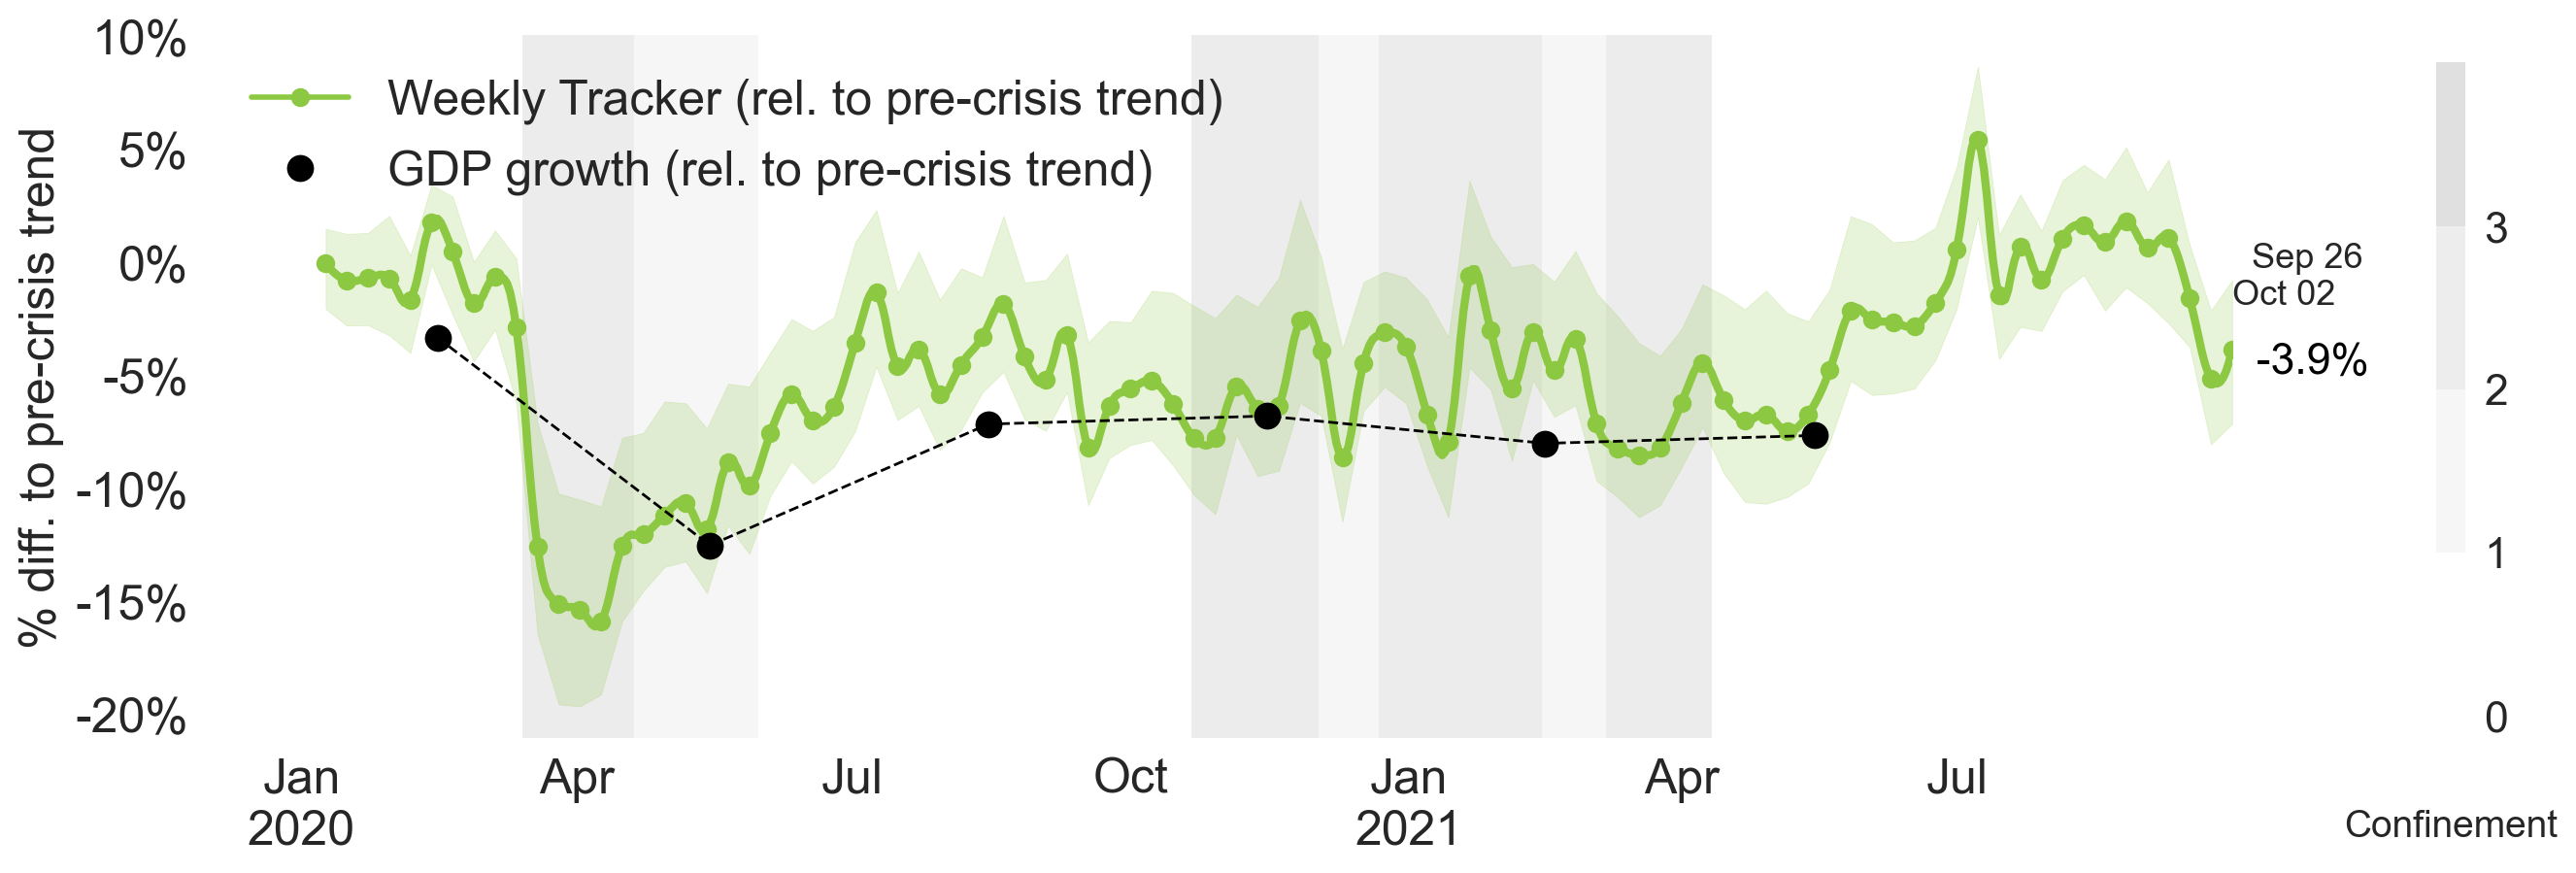 % diff. to pre-crisis trend
10%
5%
0%
-5%
-10%
-15%
-20%
Weekly Tracker (rel. to pre-crisis trend)
GDP growth (rel. to pre-crisis trend)
Sep 26
Oct 02
-3.9%
3
2
1
0
Jan Apr Jul Oct Jan Apr Jul
2020 2021
Confinement